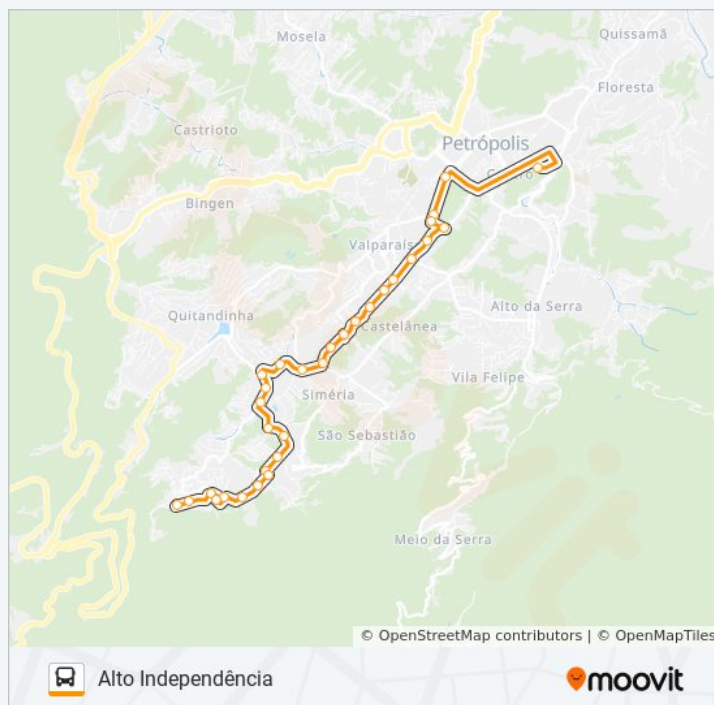 Mosela
Quissamã
Floresta
Castrioto
Petrópolis
Bingen
Valparaíso
Alto da Serra
Quitandinha
Castelânea
Vila Felipe
Siméria
São Sebastião
Meio da Serra
© OpenStreetMap contributors | © OpenMapTiles
Alto Independência
moovit